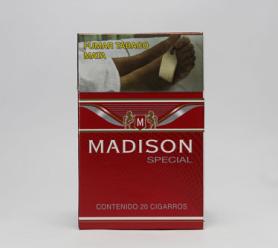 FUMAR TABACO
MATA
M
MADISON
SPECIAL
CONTENIDO 20 CIGARROS